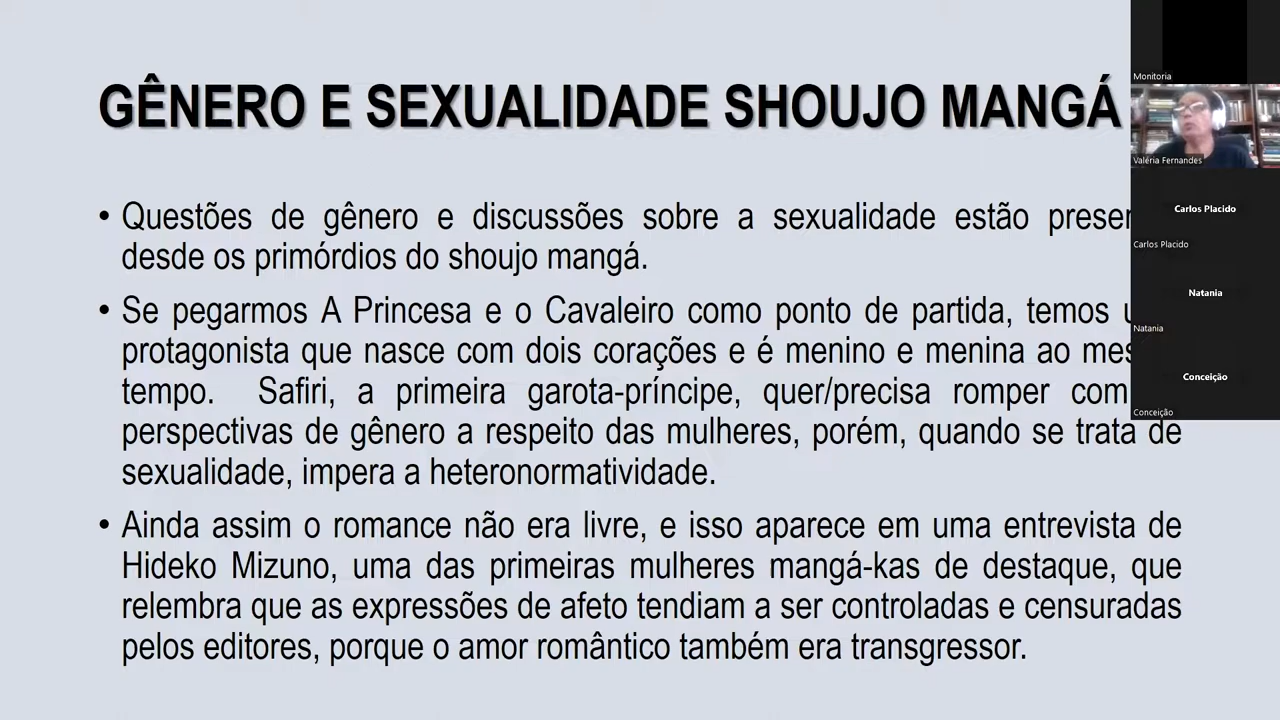 GÊNERO E SEXUALIDADE SHOUJO MANGÁ
• Questões de gênero e discussões sobre a sexualidade estão presen
desde os primórdios do shoujo mangá.
• Se pegarmos A Princesa e o Cavaleiro como ponto de partida, temos u
protagonista que nasce com dois corações e é menino e menina ao mes
tempo. Safiri, a primeira garota-príncipe, quer/precisa romper com
perspectivas de gênero a respeito das mulheres, porém, quando se trata de
sexualidade, impera a heteronormatividade.
• Ainda assim o romance não era livre, e isso aparece em uma entrevista de
Hideko Mizuno, uma das primeiras mulheres mangá-kas de destaque, que
relembra que as expressões de afeto tendiam a ser controladas e censuradas
pelos editores, porque o amor romântico também era transgressor.
Monitoria
Valéria Fernandes
Carlos Placido
Carlos Placido
Natania
Natania
Conceição
Conceição